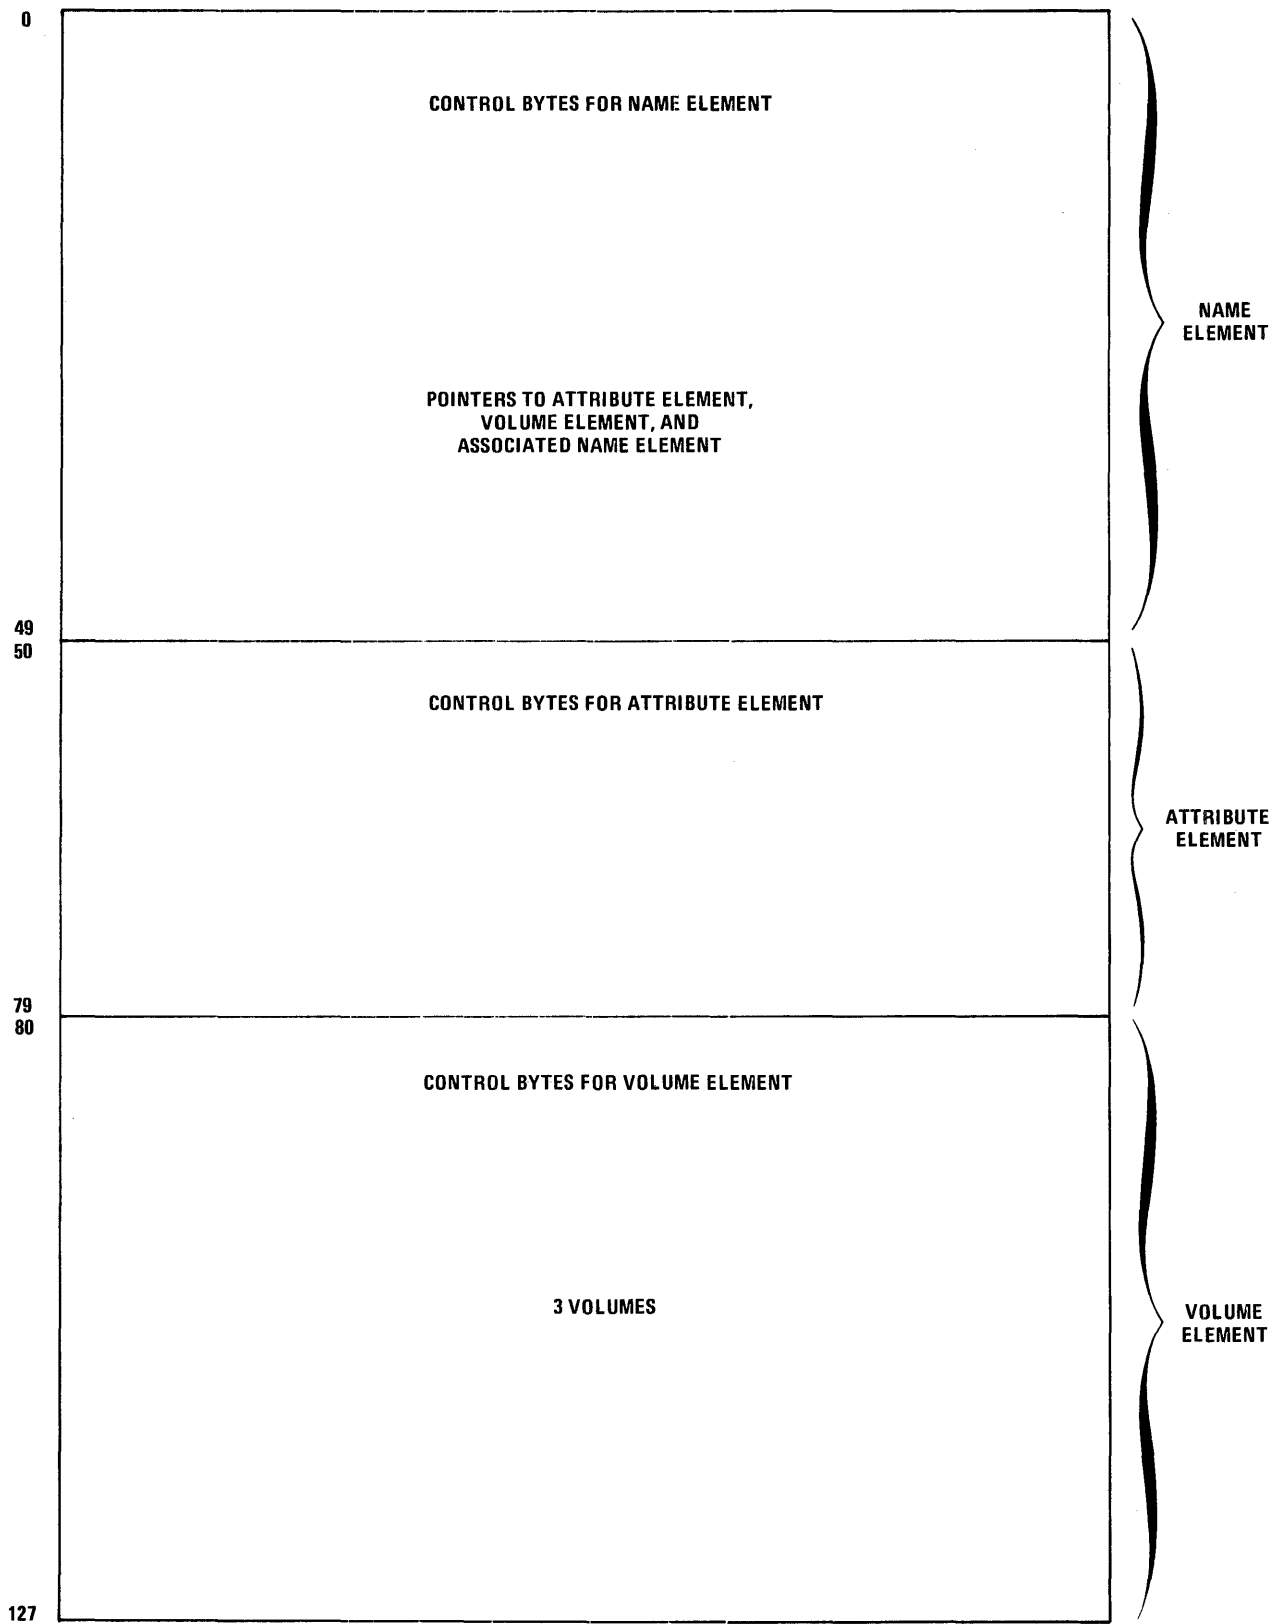 0
CONTROL BYTES FOR NAME ELEMENT
NAME
ELEMENT
POINTERS TO ATTRIBUTE ELEMENT,
VOLUME ELEMENT, AND
ASSOCIATED NAME ELEMENT
49
50
CONTROL BYTES FOR ATTRIBUTE ELEMENT
ATTRIBUTE
ELEMENT
79
80
CONTROL BYTES FOR VOLUME ELEMENT
3 VOLUMES
VOLUME
ELEMENT
127